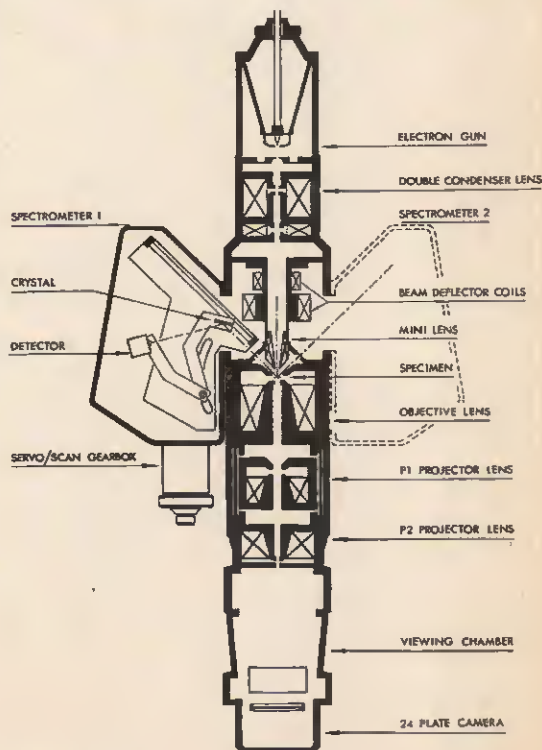 ELECTRON GUN
DOUBLE CONDENSER LENS
SPECTROMETER 1
SPECTROMETER 2
CRYSTAL
BEAM DEFLECTOR COILS
DETECTOR
MINI LENS
SPECIMEN
OBJECTIVE LENS
SERVO/SCAN GEARBOX
P1 PROJECTOR LENS
P2 PROJECTOR LENS
VIEWING CHAMBER
24 PLATE CAMERA